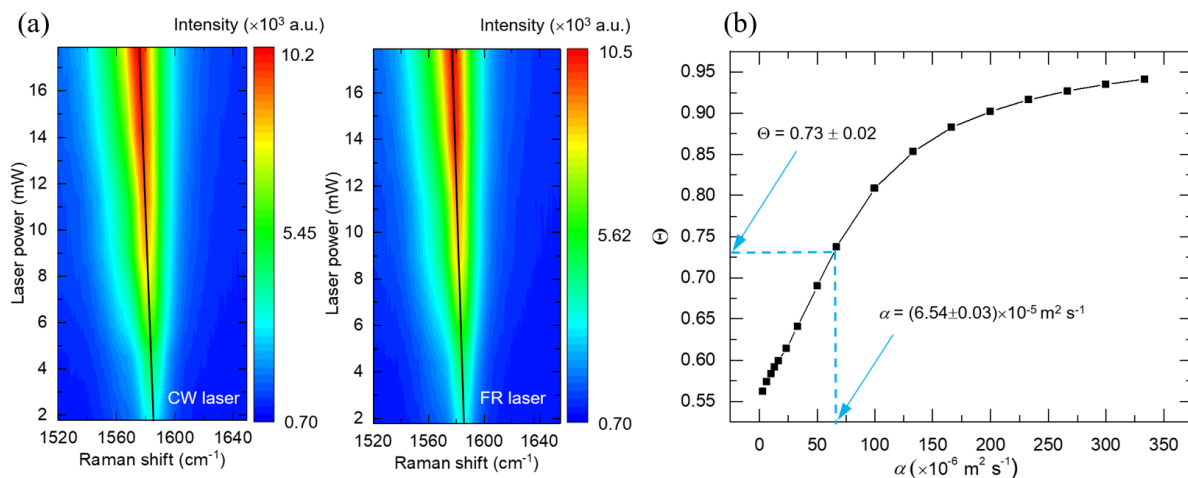 (a)
Intensity (×10³ a.u.)
10.2
5.45
0.70
16
14
12
10
8
6
4
2
Laser power (mW)
CW laser
1520 1560 1600 1640
Raman shift (cm⁻¹)
Intensity (×10³ a.u.)
10.5
5.62
0.70
16
14
12
10
8
6
4
2
Laser power (mW)
FR laser
1520 1560 1600 1640
Raman shift (cm⁻¹)
(b)
0.95
0.90
0.85
0.80
0.75
0.70
0.65
0.60
0.55
Θ
Θ = 0.73 ± 0.02
α = (6.54±0.03)×10⁻⁵ m² s⁻¹
0 50 100 150 200 250 300 350
α (×10⁻⁶ m² s⁻¹)